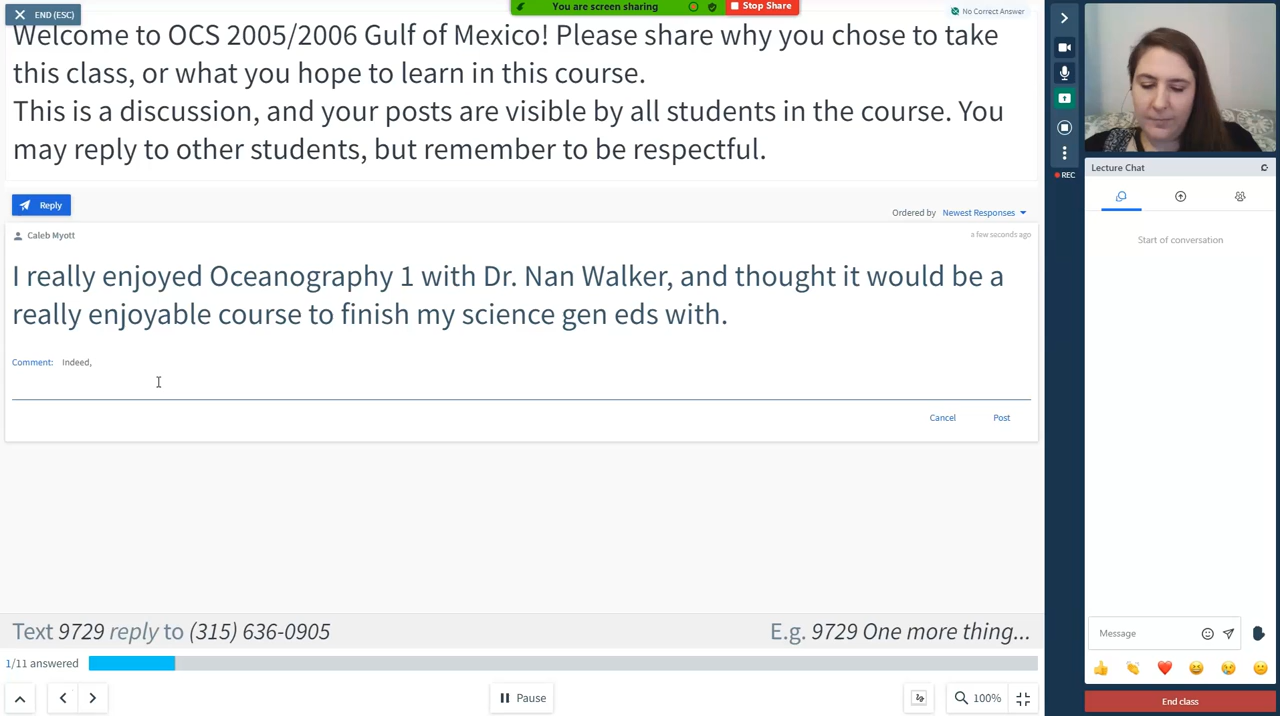 END (ESC)
You are screen sharing
Stop Share
No Correct Answer
Welcome to OCS 2005/2006 Gulf of Mexico! Please share why you chose to take
this class, or what you hope to learn in this course.
This is a discussion, and your posts are visible by all students in the course. You
may reply to other students, but remember to be respectful.
REC
Lecture Chat
Reply
Ordered by Newest Responses
Start of conversation
Caleb Myott
a few seconds ago
I really enjoyed Oceanography 1 with Dr. Nan Walker, and thought it would be a
really enjoyable course to finish my science gen eds with.
Comment: Indeed,
Cancel
Post
Text 9729 reply to (315) 636-0905
E.g. 9729 One more thing...
Message
1/11 answered
Pause
100%
End class